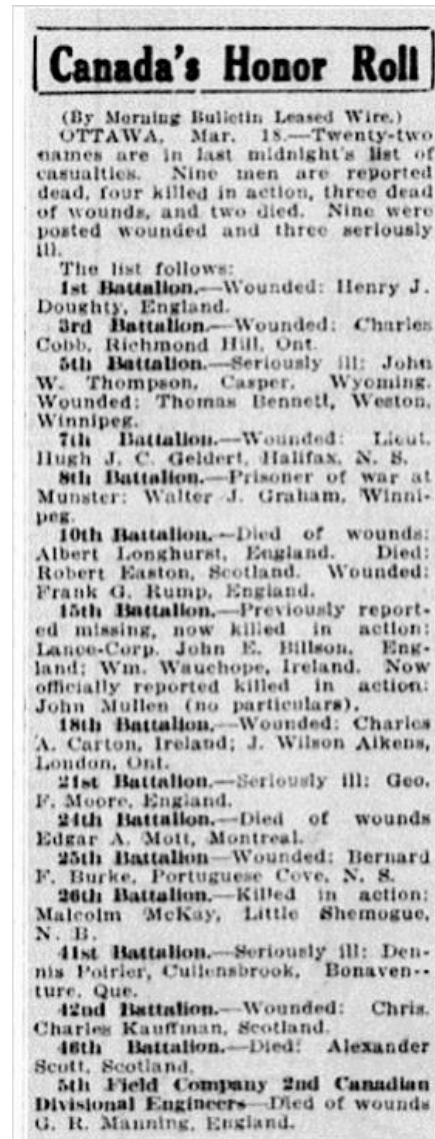 Canada's Honor Roll
(By Morning Bulletin Leased Wire.)
OTTAWA, Mar. 18.—Twenty-two
names are in last midnight's list of
casualties. Nine men are reported
dead, four killed in action, three dead
of wounds, and two died. Nine were
posted wounded and three seriously
ill.
The list follows:
1st Battalion.—Wounded: Henry J.
Doughty, England.
3rd Battalion.—Wounded: Charles
Cobb, Richmond Hill, Ont.
5th Battalion.—Seriously ill: John
W. Thompson, Casper, Wyoming.
Wounded: Thomas Bennett, Weston,
Winnipeg.
7th Battalion.—Wounded: Lieut.
Hugh J. C. Geldert, Halifax, N. S.
8th Battalion.—Prisoner of war at
Munster: Walter J. Graham, Winni-
peg.
10th Battalion.—Died of wounds:
Albert Longhurst, England. Died:
Robert Easton, Scotland. Wounded:
Frank G. Rump, England.
15th Battalion.—Previously report-
ed missing, now killed in action:
Lance-Corp. John E. Billson, Eng-
land; Wm. Wauchope, Ireland. Now
officially reported killed in action:
John Mullen (no particulars).
18th Battalion.—Wounded: Charles
A. Carton, Ireland; J. Wilson Aikens,
London, Ont.
21st Battalion.—Seriously ill: Geo.
F. Moore, England.
24th Battalion.—Died of wounds
Edgar A. Mott, Montreal.
25th Battalion—Wounded: Bernard
F. Burke, Portuguese Cove, N. S.
26th Battalion.—Killed in action:
Malcolm McKay, Little Shemogue,
N. B.
41st Battalion.—Seriously ill: Den-
nis Poirier, Cullensbrook, Bonaven--
ture, Que.
42nd Battalion.—Wounded: Chris.
Charles Kauffman, Scotland.
46th Battalion.—Died: Alexander
Scott, Scotland.
5th Field Company 2nd Canadian
Divisional Engineers—Died of wounds
G. R. Manning, England.